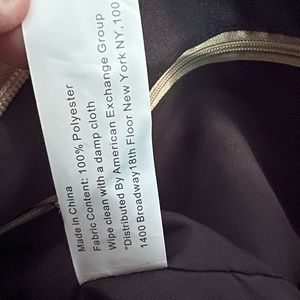 Made in China
Fabric Content: 100% Polyester
Wipe clean with a damp cloth
*Distributed By American Exchange Group
1400 Broadway18th Floor New York NY,100